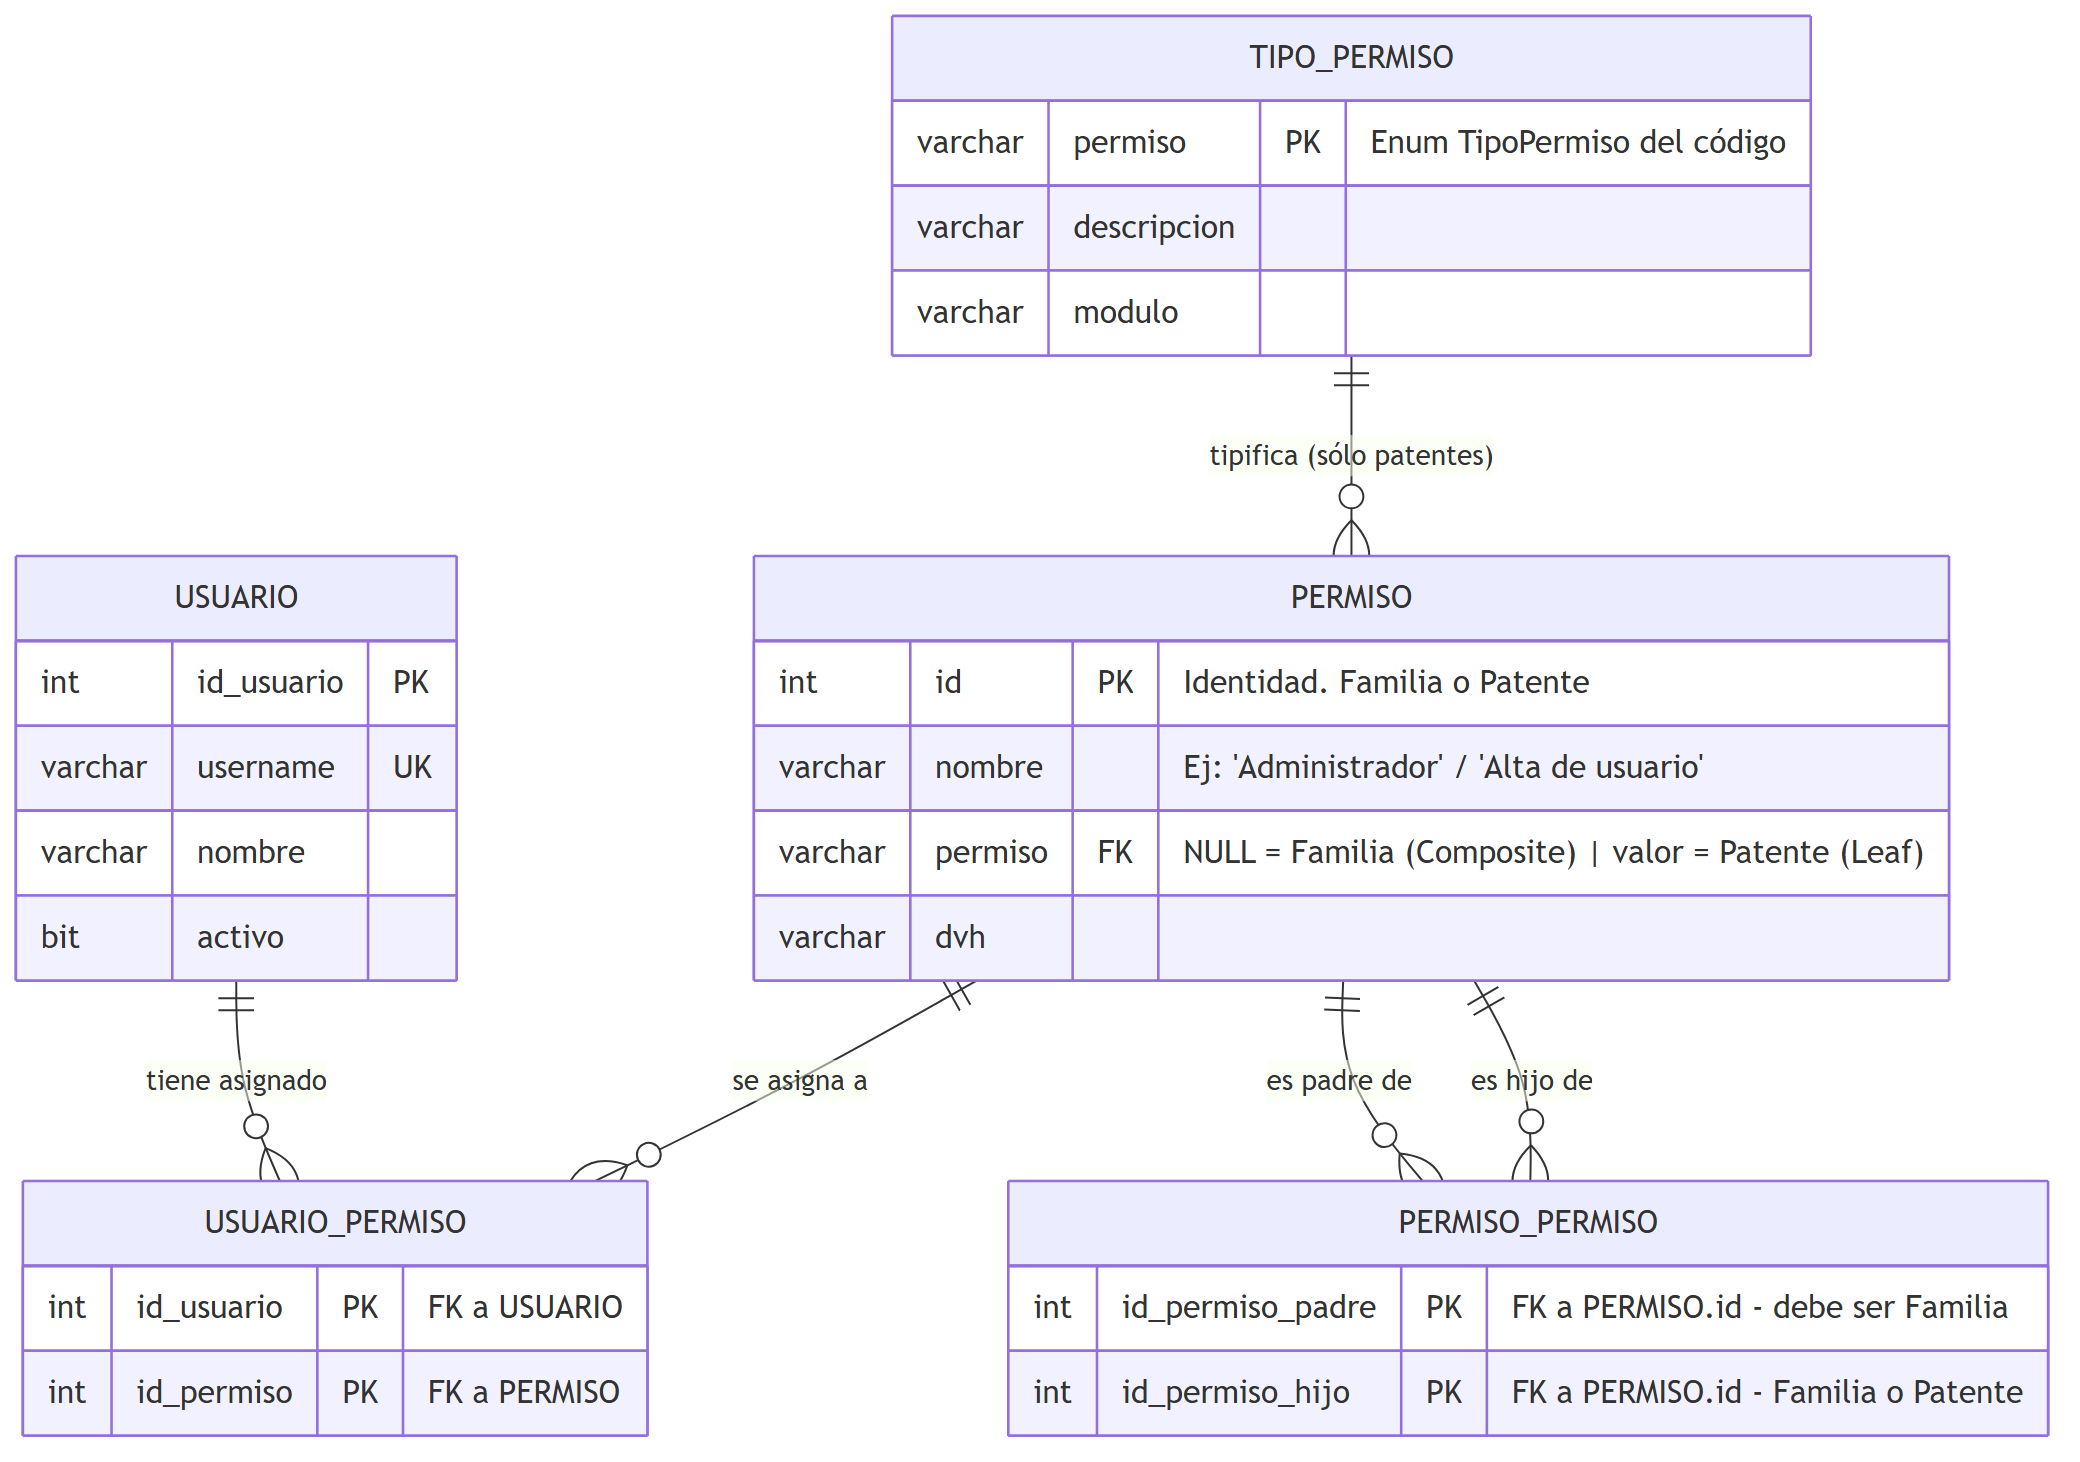 TIPO_PERMISO
varchar permiso PK Enum TipoPermiso del código
varchar descripcion
varchar modulo
tipifica (sólo patentes)
USUARIO
int id_usuario PK
varchar username UK
varchar nombre
bit activo
PERMISO
int id PK Identidad. Familia o Patente
varchar nombre Ej: 'Administrador' / 'Alta de usuario'
varchar permiso FK NULL = Familia (Composite) | valor = Patente (Leaf)
varchar dvh
tiene asignado
se asigna a
es padre de
es hijo de
USUARIO_PERMISO
int id_usuario PK FK a USUARIO
int id_permiso PK FK a PERMISO
PERMISO_PERMISO
int id_permiso_padre PK FK a PERMISO.id - debe ser Familia
int id_permiso_hijo PK FK a PERMISO.id - Familia o Patente